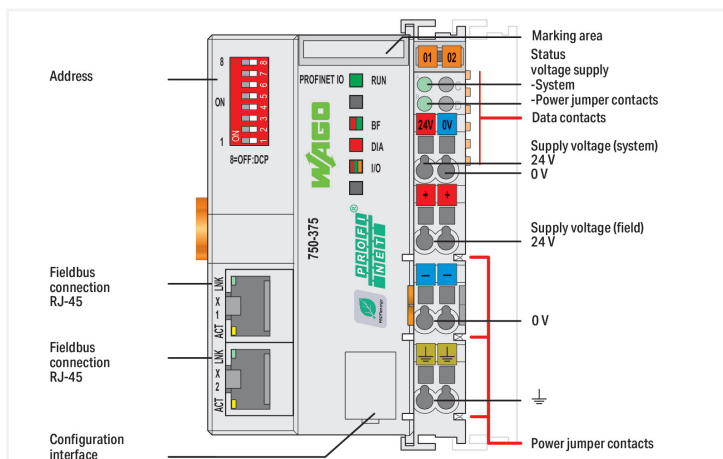 Marking area
Status
voltage supply
-System
-Power jumper contacts
Data contacts
Supply voltage (system)
24 V
0 V
Supply voltage (field)
24 V
0 V
Power jumper contacts
Address
Fieldbus
connection
RJ-45
Fieldbus
connection
RJ-45
Configuration
interface
8
ON
1
ON
1 2 3 4 5 6 7 8
8=OFF:DCP
PROFINET IO
RUN
BF
DIA
I/O
WAGO
750-375
PROFI
NET
®
LNK
X
1
ACT
LNK
X
2
ACT
01 02
24V 0V
+ +
– –